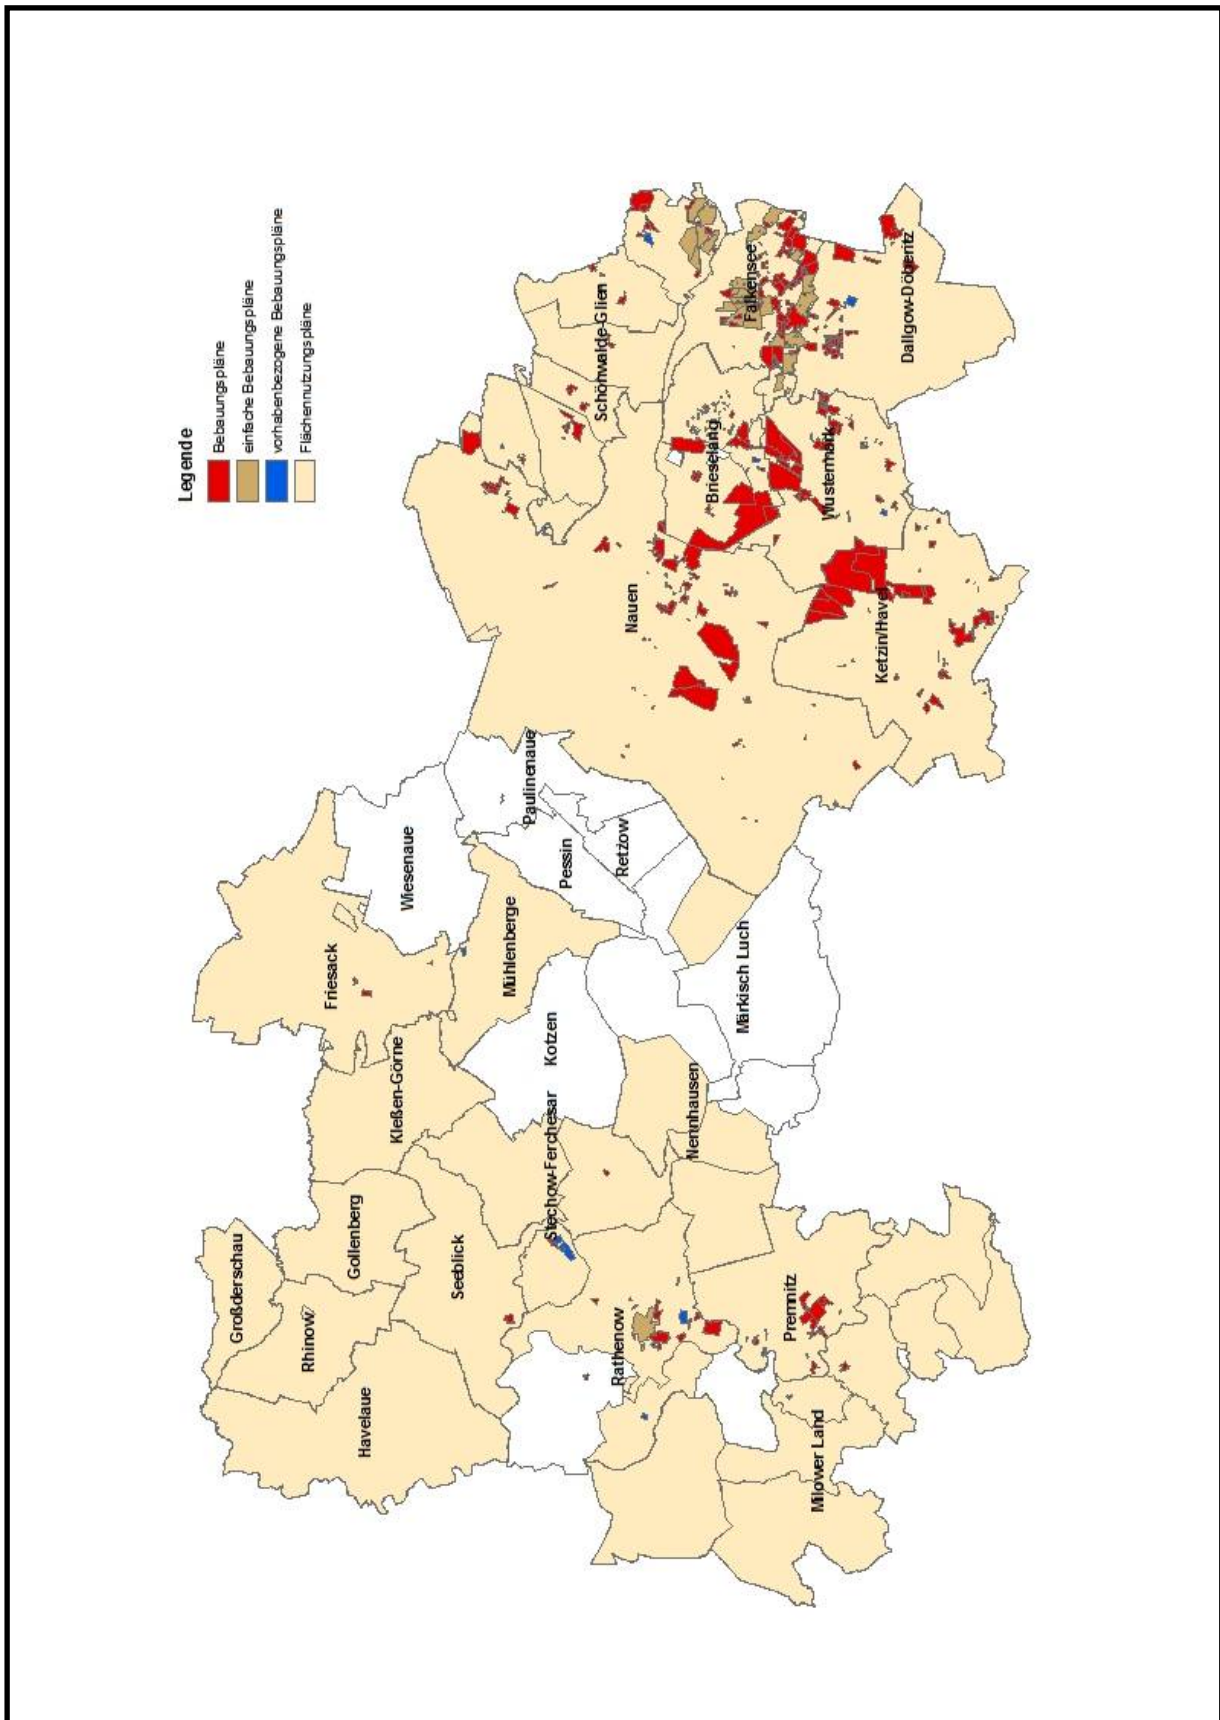 Legende
Bebauungspläne
einfache Bebauungspläne
vorhabenbezogene Bebauungspläne
Flächennutzungspläne
Großderschau
Rhinow
Havelaue
Gollenberg
Friesack
Kleßen-Görne
Wiesenaue
Seeblick
Mühlenberge
Paulinenaue
Pessin
Kotzen
Stechow-Ferchesar
Retzow
Schönwalde-Glien
Nauen
Rathenow
Nennhausen
Märkisch Luch
Brieselang
Falkensee
Premnitz
Milower Land
Wustermark
Ketzin/Havel
Dallgow-Döberitz